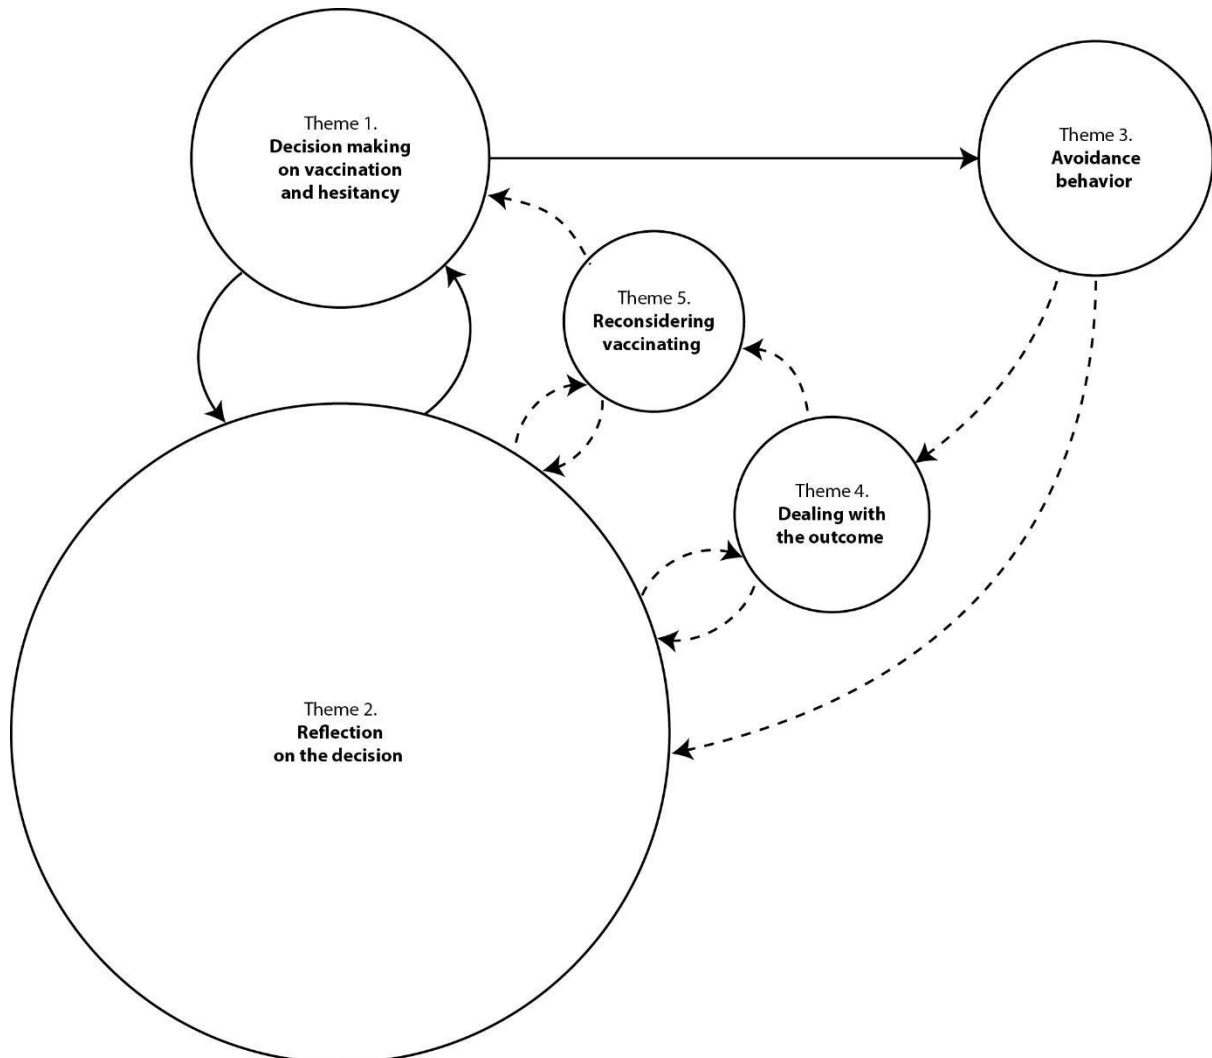 Theme 1.
Decision making
on vaccination
and hesitancy
Theme 3.
Avoidance
behavior
Theme 5.
Reconsidering
vaccinating
Theme 4.
Dealing with
the outcome
Theme 2.
Reflection
on the decision